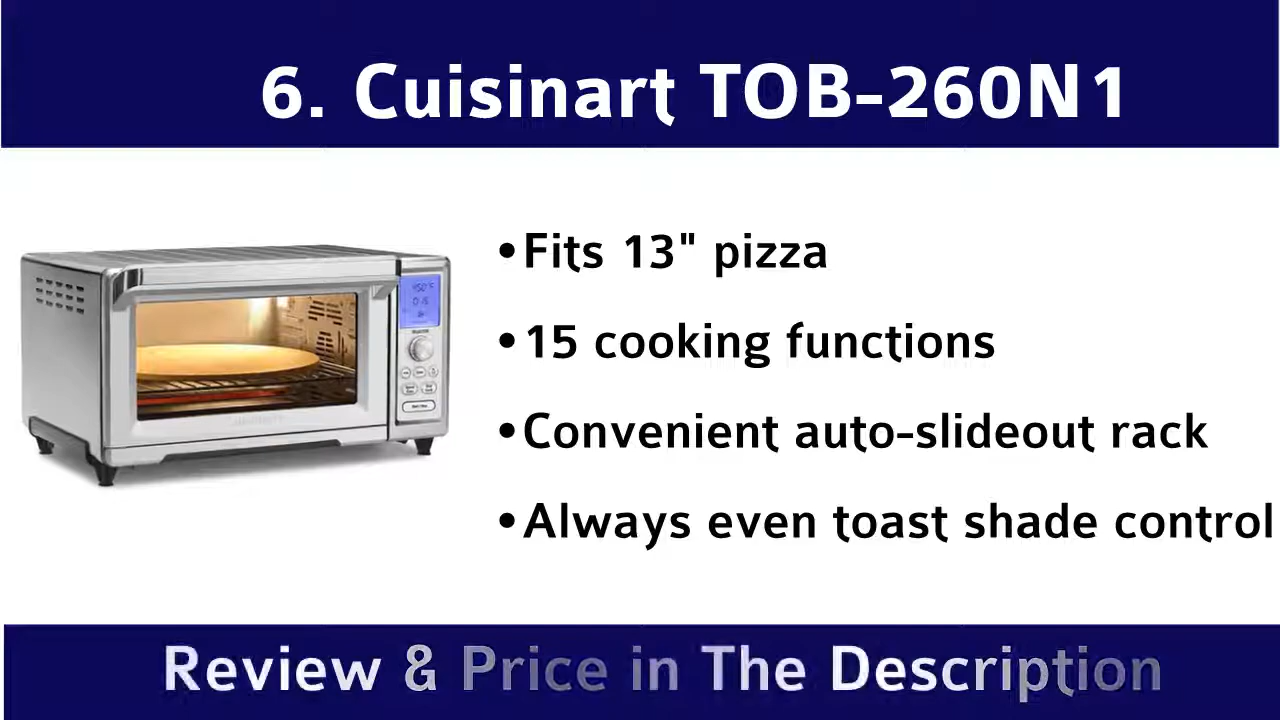 6. Cuisinart TOB-260N1
•Fits 13" pizza
•15 cooking functions
•Convenient auto-slideout rack
•Always even toast shade control
Review & Price in The Description